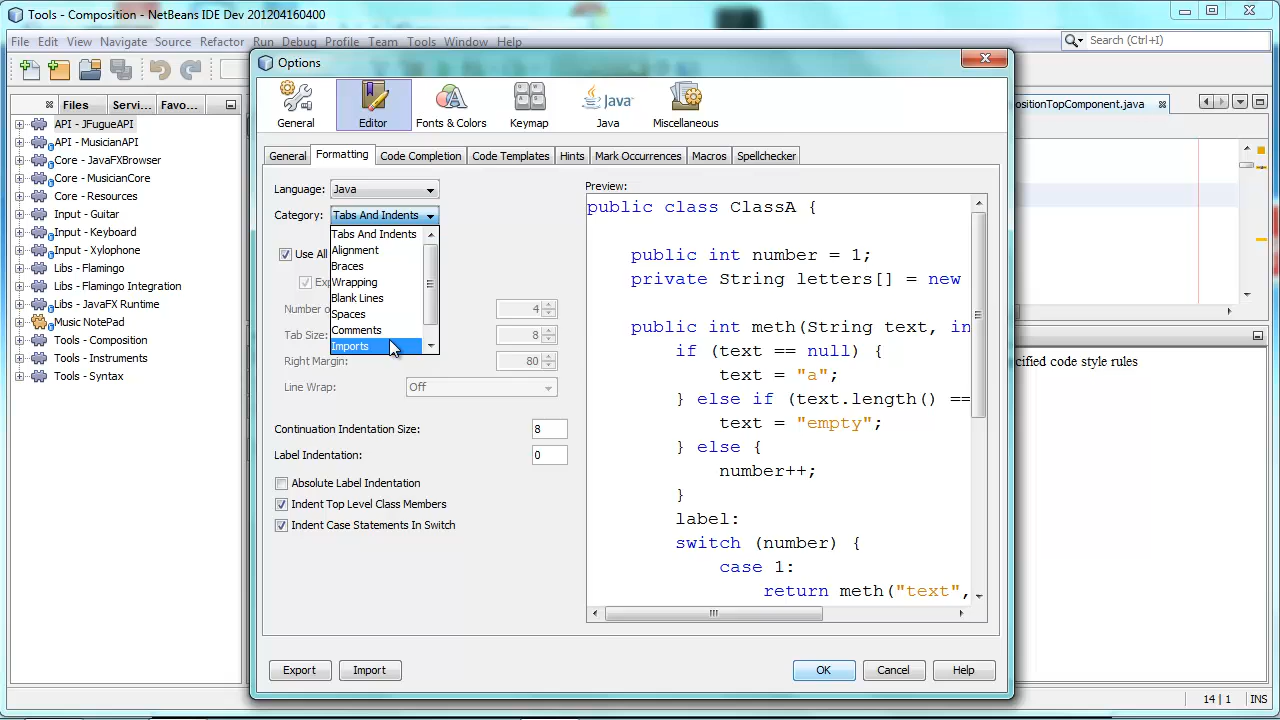 Tools - Composition - NetBeans IDE Dev 201204160400
File Edit View Navigate Source Refactor Run Debug Profile Team Tools Window Help
Search (Ctrl+I)
Files Servi... Favo...
API - JFugueAPI
API - MusicianAPI
Core - JavaFXBrowser
Core - MusicianCore
Core - Resources
Input - Guitar
Input - Keyboard
Input - Xylophone
Libs - Flamingo
Libs - Flamingo Integration
Libs - JavaFX Runtime
Music NotePad
Tools - Composition
Tools - Instruments
Tools - Syntax
ositionTopComponent.java
cified code style rules
14 | 1 INS
Options
General Editor Fonts & Colors Keymap Java Miscellaneous
General Formatting Code Completion Code Templates Hints Mark Occurrences Macros Spellchecker
Language: Java
Category: Tabs And Indents
Tabs And Indents
Alignment
Braces
Wrapping
Blank Lines
Spaces
Comments
Imports
Use All
Exp
Number o 4
Tab Size: 8
Right Margin: 80
Line Wrap: Off
Continuation Indentation Size: 8
Label Indentation: 0
Absolute Label Indentation
Indent Top Level Class Members
Indent Case Statements In Switch
Preview:
public class ClassA {
public int number = 1;
private String letters[] = new
public int meth(String text, in
if (text == null) {
text = "a";
} else if (text.length() ==
text = "empty";
} else {
number++;
}
label:
switch (number) {
case 1:
return meth("text",
Export Import OK Cancel Help